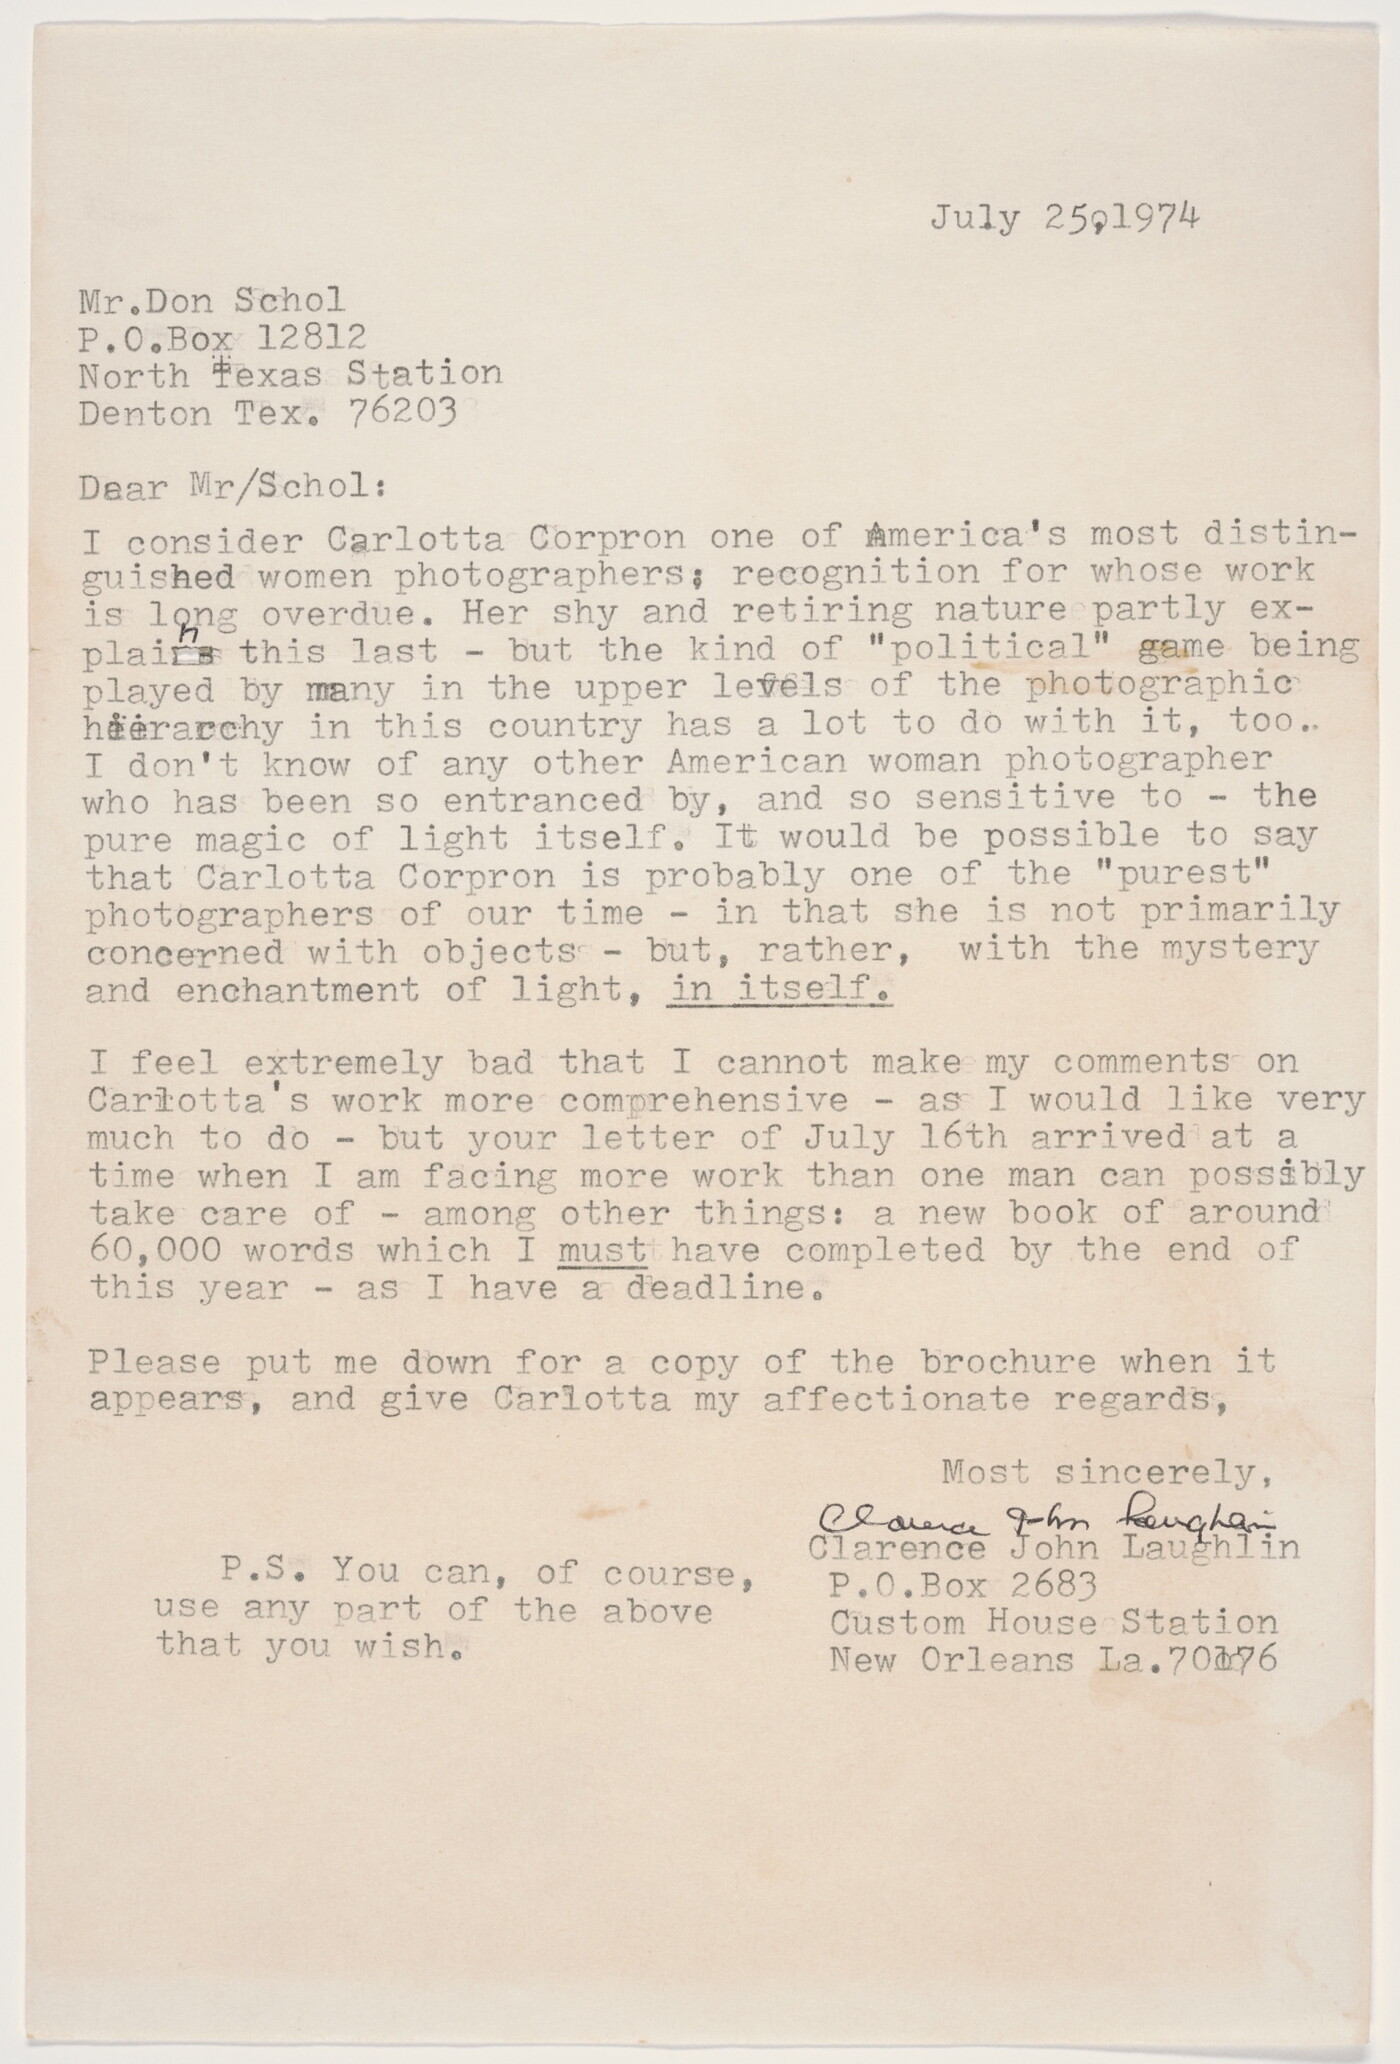 July 25,1974
Mr.Don Schol
P.O.Box 12812
North Texas Station
Denton Tex. 76203
Dear Mr/Schol:
I consider Carlotta Corpron one of America's most distin-
guished women photographers; recognition for whose work
is long overdue. Her shy and retiring nature partly ex-
plain this last - but the kind of "political" game being
played by many in the upper levels of the photographic
hierarchy in this country has a lot to do with it, too.
I don't know of any other American woman photographer
who has been so entranced by, and so sensitive to - the
pure magic of light itself. It would be possible to say
that Carlotta Corpron is probably one of the "purest"
photographers of our time - in that she is not primarily
concerned with objects - but, rather, with the mystery
and enchantment of light, in itself.
I feel extremely bad that I cannot make my comments on
Carlotta's work more comprehensive - as I would like very
much to do - but your letter of July 16th arrived at a
time when I am facing more work than one man can possibly
take care of - among other things: a new book of around
60,000 words which I must have completed by the end of
this year - as I have a deadline.
Please put me down for a copy of the brochure when it
appears, and give Carlotta my affectionate regards,
Most sincerely,
Clarence John Laughlin
Clarence John Laughlin
P.O.Box 2683
Custom House Station
New Orleans La.70176
P.S. You can, of course,
use any part of the above
that you wish.